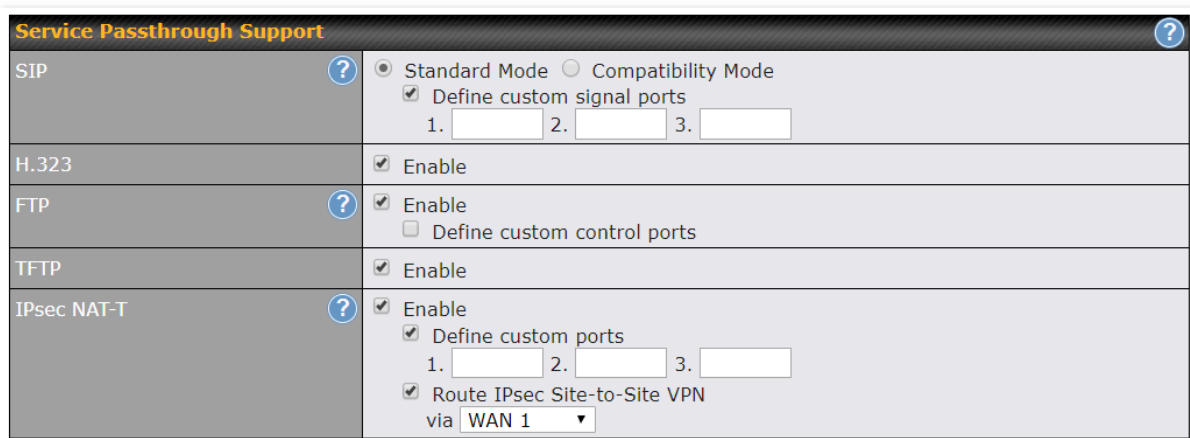 Service Passthrough Support ?
SIP ? Standard Mode Compatibility Mode
Define custom signal ports
1. 2. 3.
H.323 Enable
FTP ? Enable
Define custom control ports
TFTP Enable
IPsec NAT-T ? Enable
Define custom ports
1. 2. 3.
Route IPsec Site-to-Site VPN
via WAN 1